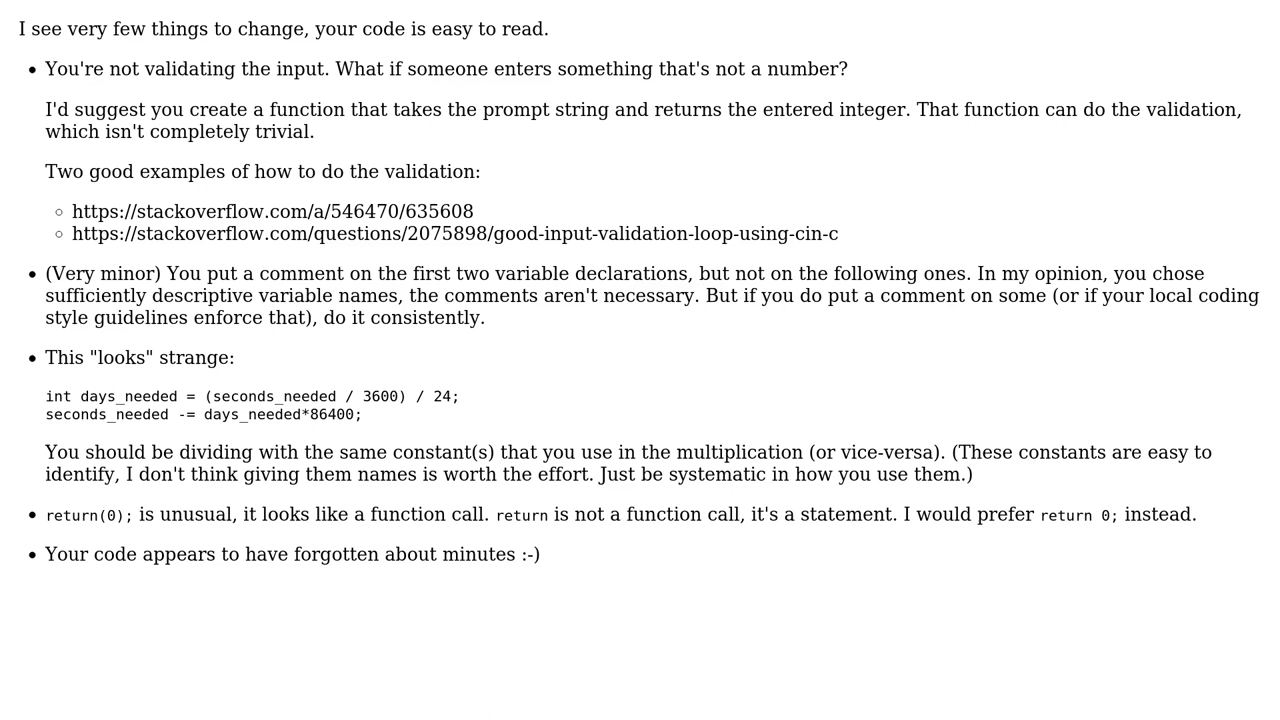 I see very few things to change, your code is easy to read.
You're not validating the input. What if someone enters something that's not a number?
I'd suggest you create a function that takes the prompt string and returns the entered integer. That function can do the validation,
which isn't completely trivial.
Two good examples of how to do the validation:
https://stackoverflow.com/a/546470/635608
https://stackoverflow.com/questions/2075898/good-input-validation-loop-using-cin-c
(Very minor) You put a comment on the first two variable declarations, but not on the following ones. In my opinion, you chose
sufficiently descriptive variable names, the comments aren't necessary. But if you do put a comment on some (or if your local coding
style guidelines enforce that), do it consistently.
This "looks" strange:
int days_needed = (seconds_needed / 3600) / 24;
seconds_needed -= days_needed*86400;
You should be dividing with the same constant(s) that you use in the multiplication (or vice-versa). (These constants are easy to
identify, I don't think giving them names is worth the effort. Just be systematic in how you use them.)
return(0); is unusual, it looks like a function call. return is not a function call, it's a statement. I would prefer return 0; instead.
Your code appears to have forgotten about minutes :-)